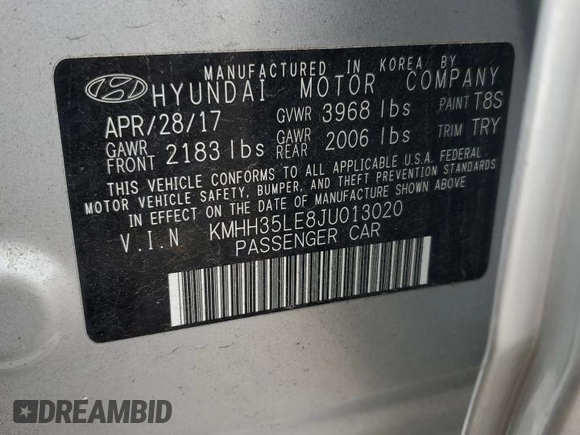 MANUFACTURED IN KOREA BY
HYUNDAI MOTOR COMPANY
APR/28/17 GVWR 3968 lbs PAINT T8S
GAWR FRONT 2183 lbs GAWR REAR 2006 lbs TRIM TRY
THIS VEHICLE CONFORMS TO ALL APPLICABLE U.S.A. FEDERAL
MOTOR VEHICLE SAFETY, BUMPER, AND THEFT PREVENTION STANDARDS
IN EFFECT ON THE DATE OF MANUFACTURE SHOWN ABOVE.
V.I.N KMHH35LE8JU013020
PASSENGER CAR
DREAMBID